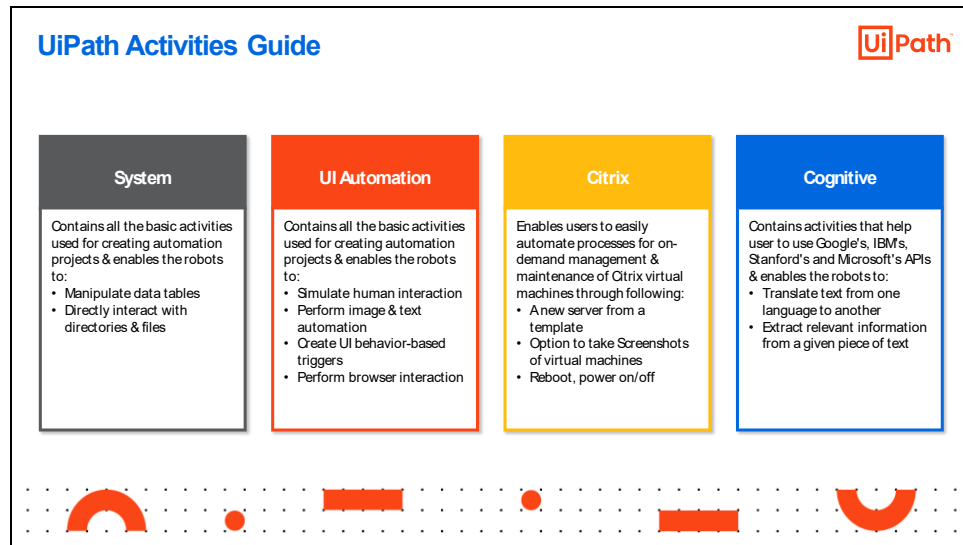 UiPath Activities Guide
UiPath
System
Contains all the basic activities
used for creating automation
projects & enables the robots
to:
• Manipulate data tables
• Directly interact with
directories & files
UI Automation
Contains all the basic activities
used for creating automation
projects & enables the robots
to:
• Simulate human interaction
• Perform image & text
automation
• Create UI behavior-based
triggers
• Perform browser interaction
Citrix
Enables users to easily
automate processes for on-
demand management &
maintenance of Citrix virtual
machines through following:
• A new server from a
template
• Option to take Screenshots
of virtual machines
• Reboot, power on/off
Cognitive
Contains activities that help
user to use Google's, IBM's,
Stanford's and Microsoft's APIs
& enables the robots to:
• Translate text from one
language to another
• Extract relevant information
from a given piece of text